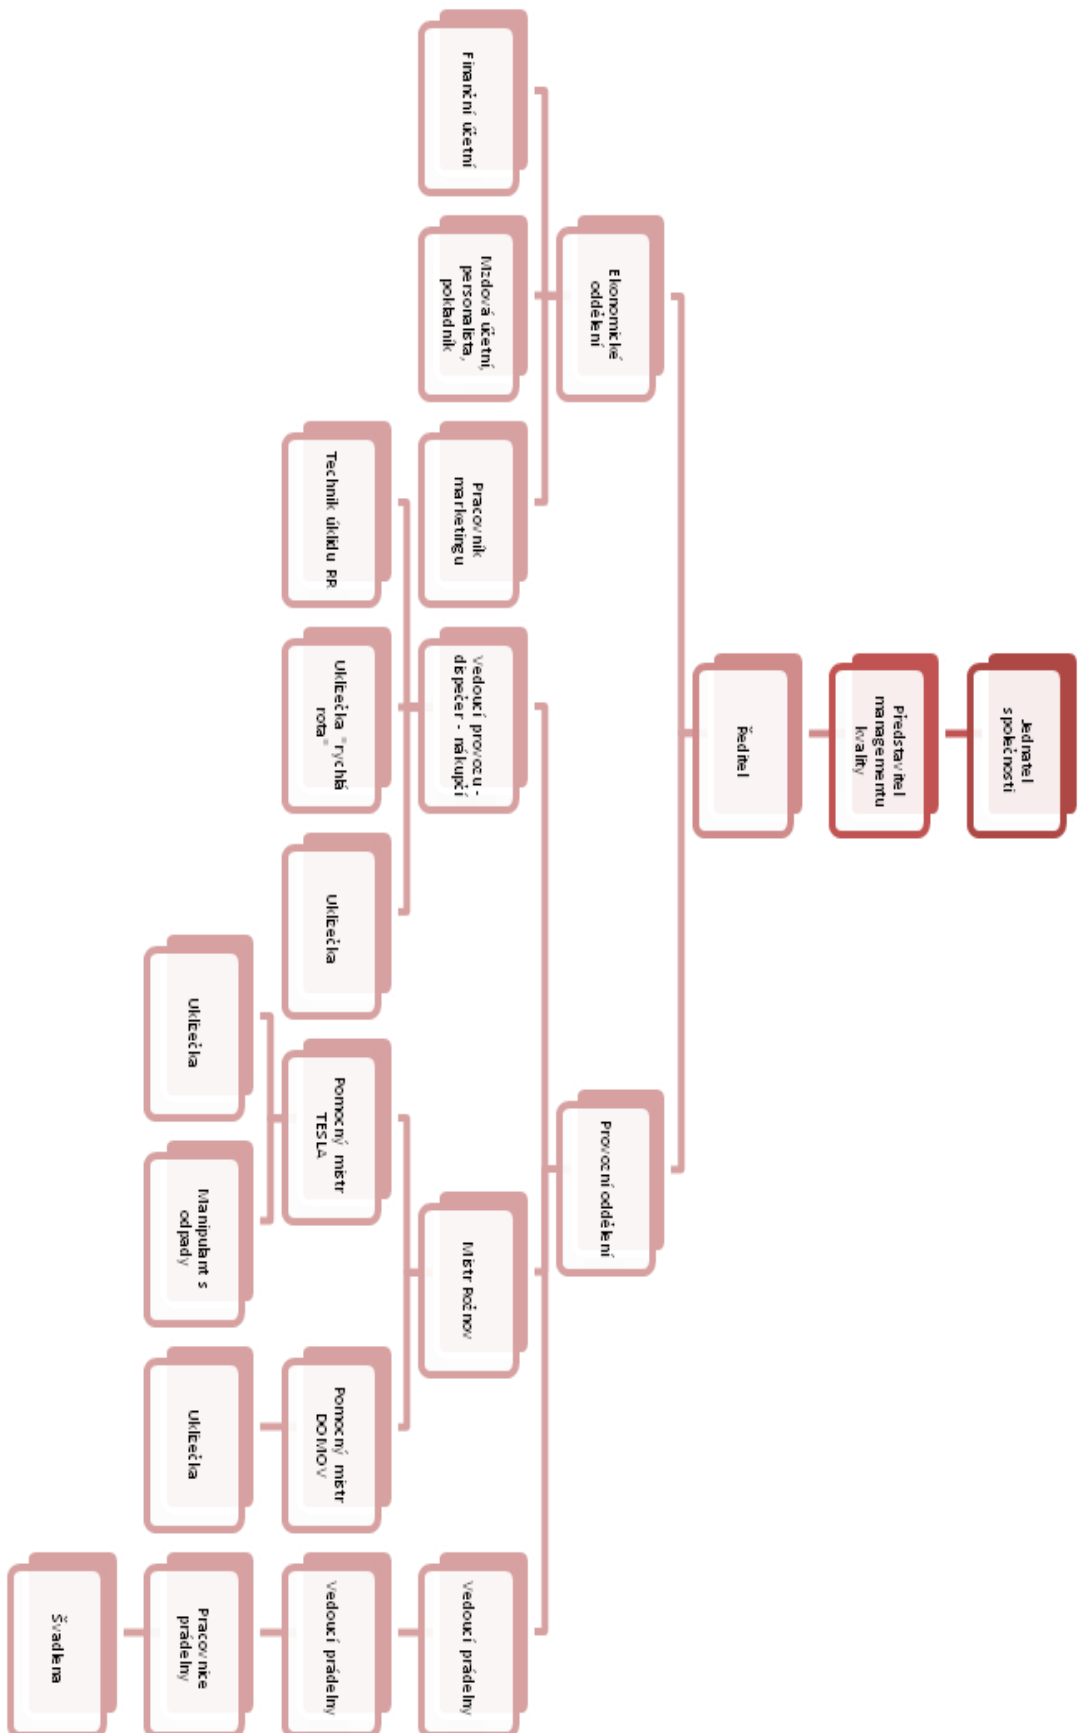 Jednatel
společnosti
Představitel
managementu
kvality
Ředitel
Ekonomické
oddělení
Provozní oddělení
Finanční účetní
Mzdová účetní,
personalista,
pokladník
Pracovník
marketingu
Vedoucí provozu -
dispečer - nákupčí
Mistr Rožnov
Vedoucí prádelny
Technik úklidu RR
Uklízečka "rychlá
rota"
Uklízečka
Pomocný mistr
TESLA
Pomocný mistr
DOMOV
Vedoucí prádelny
Uklízečka
Manipulant s
odpady
Uklízečka
Pracovnice
prádelny
Švadlena